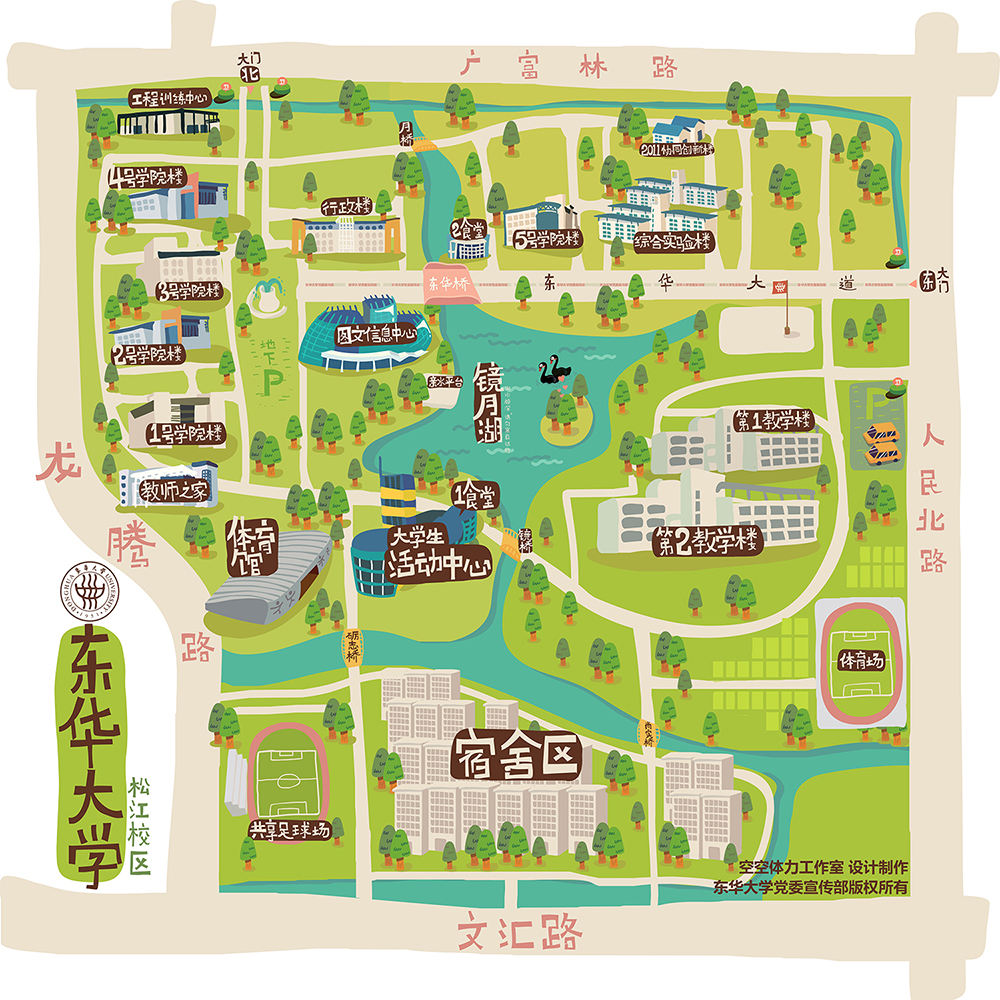 广富林路
大门
北
工程训练中心
月桥
2011协同创新楼
4号学院楼
行政楼
2食堂
5号学院楼
综合实验楼
3号学院楼
东华桥
东华大道
东
大门
图文信息中心
2号学院楼
地下
P
亲水平台
镜月湖
1号学院楼
第1教学楼
P
教师之家
1食堂
体育馆
大学生
活动中心
镜桥
第2教学楼
人民北路
龙腾路
砺志桥
体育场
DONGHUA UNIVERSITY
东华大学
1951
东华大学
松江校区
宿舍区
共享足球场
空空体力工作室 设计制作
东华大学党委宣传部版权所有
文汇路